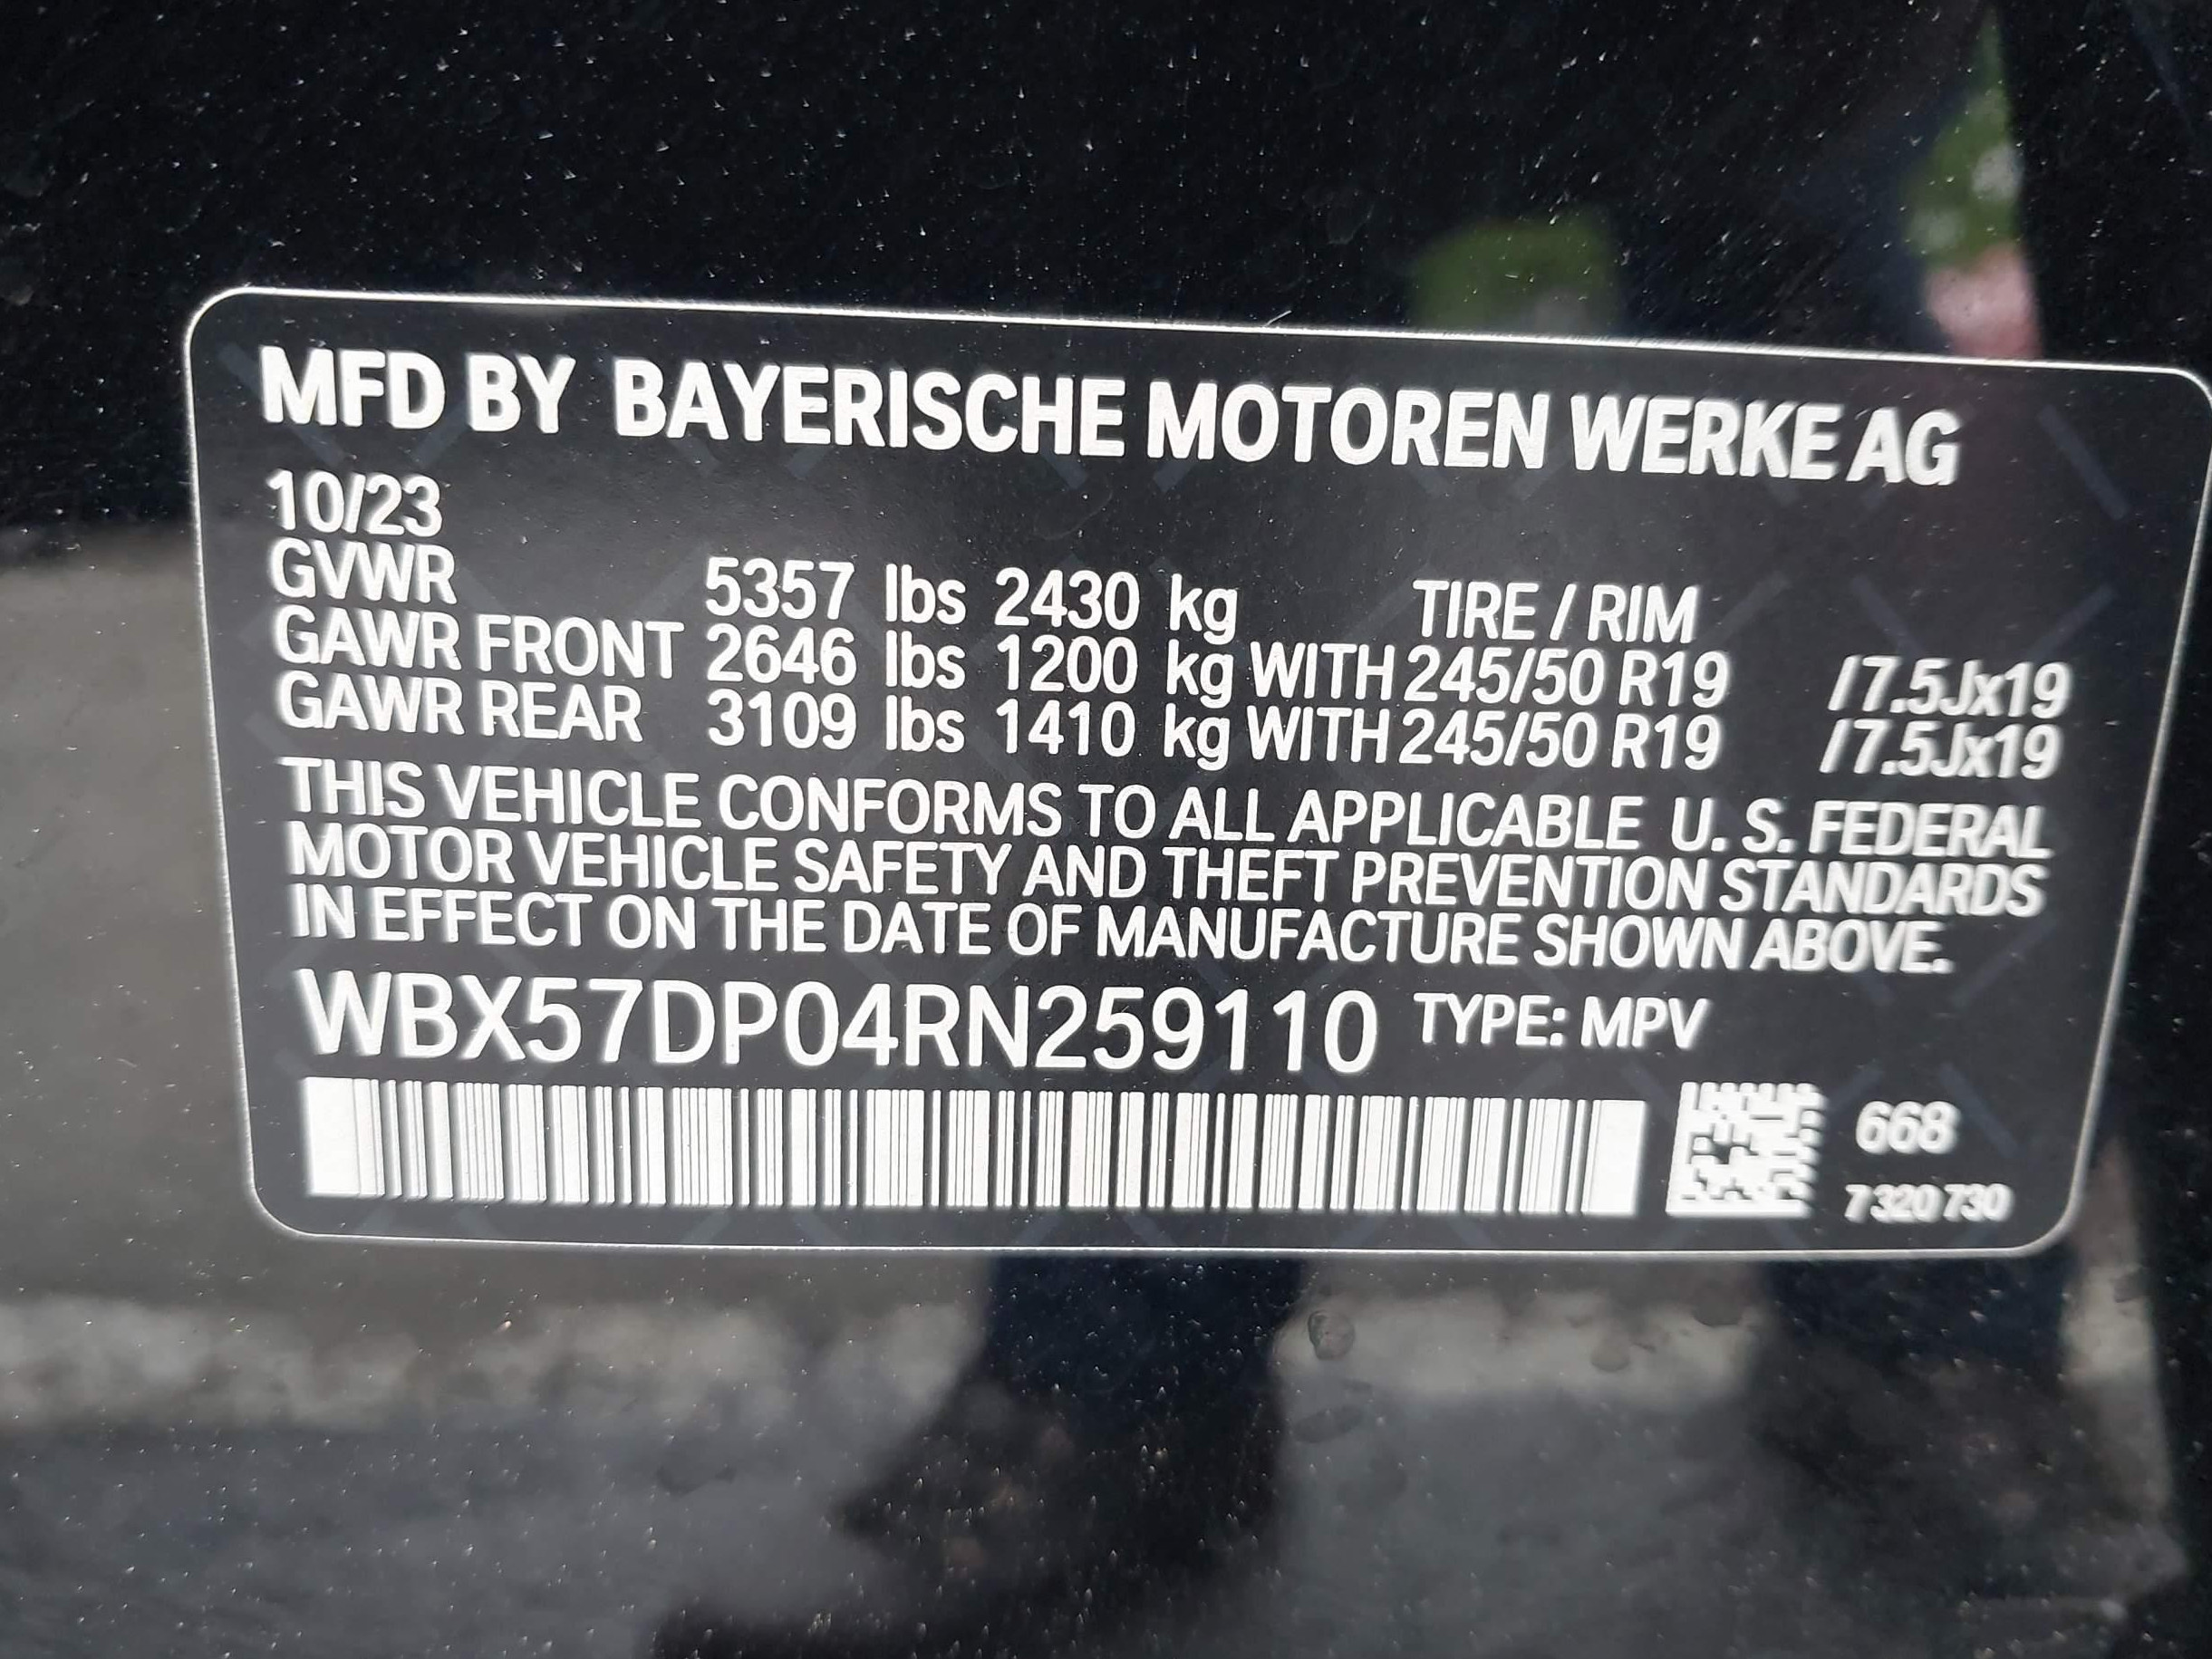 MFD BY BAYERISCHE MOTOREN WERKE AG
10/23
GVWR 5357 lbs 2430 kg TIRE / RIM
GAWR FRONT 2646 lbs 1200 kg WITH 245/50 R19 /7.5Jx19
GAWR REAR 3109 lbs 1410 kg WITH 245/50 R19 /7.5Jx19
THIS VEHICLE CONFORMS TO ALL APPLICABLE U. S. FEDERAL
MOTOR VEHICLE SAFETY AND THEFT PREVENTION STANDARDS
IN EFFECT ON THE DATE OF MANUFACTURE SHOWN ABOVE.
WBX57DP04RN259110 TYPE: MPV
668
7 320 730